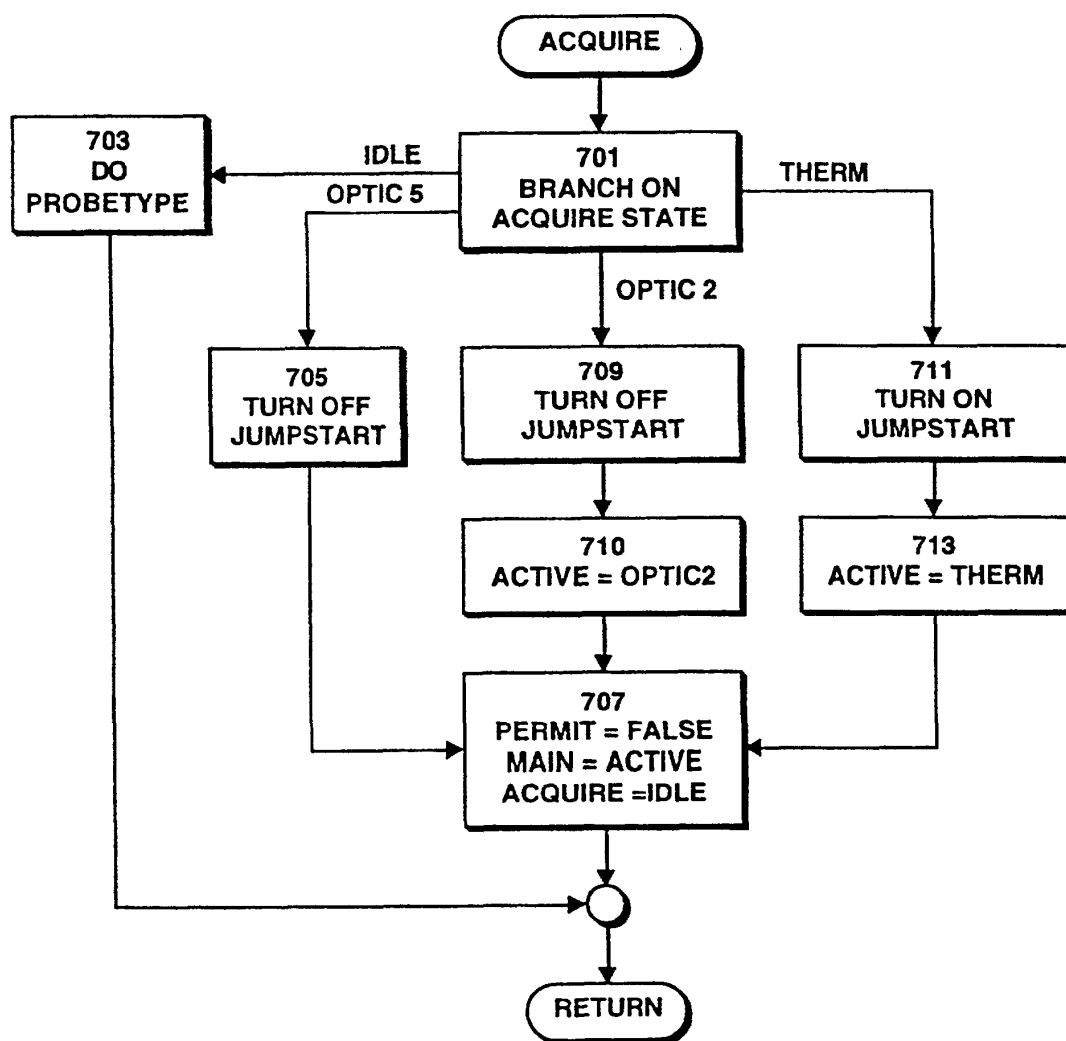 ACQUIRE
703
DO
PROBETYPE
IDLE
OPTIC 5
701
BRANCH ON
ACQUIRE STATE
THERM
OPTIC 2
705
TURN OFF
JUMPSTART
709
TURN OFF
JUMPSTART
711
TURN ON
JUMPSTART
710
ACTIVE = OPTIC2
713
ACTIVE = THERM
707
PERMIT = FALSE
MAIN = ACTIVE
ACQUIRE =IDLE
RETURN